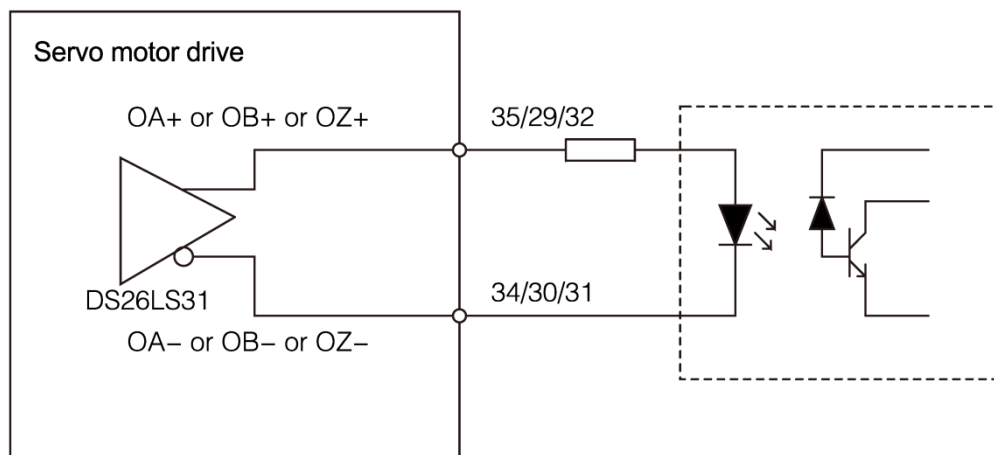 Servo motor drive
OA+ or OB+ or OZ+
35/29/32
DS26LS31
34/30/31
OA− or OB− or OZ−